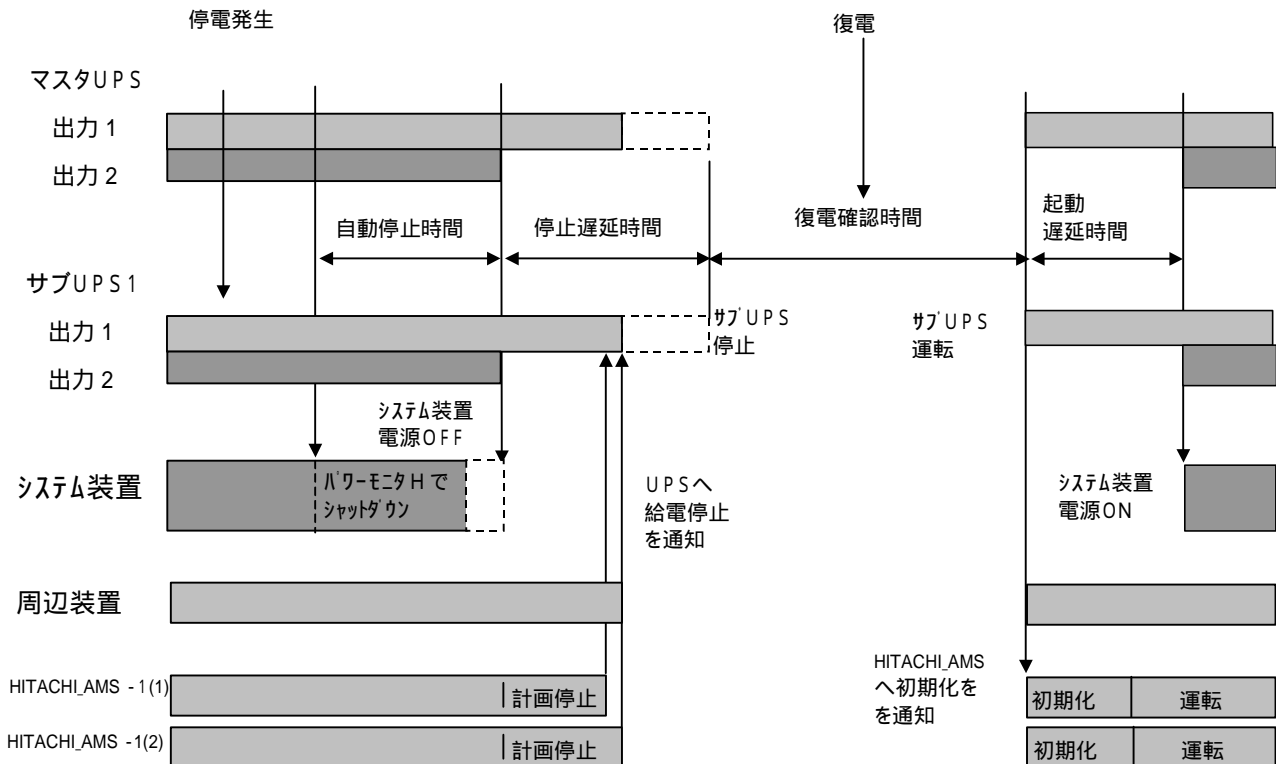 停電発生
復電
マスタUPS
出力1
出力2
自動停止時間
停止遅延時間
復電確認時間
起動
遅延時間
サブUPS1
出力1
出力2
ｻﾌﾞUPS
停止
ｻﾌﾞUPS
運転
ｼｽﾃﾑ装置
電源OFF
ｼｽﾃﾑ装置
ﾊﾟﾜｰﾓﾆﾀHで
ｼｬｯﾄﾀﾞｳﾝ
UPSへ
給電停止
を通知
ｼｽﾃﾑ装置
電源ON
周辺装置
HITACHI_AMS
へ初期化を
を通知
HITACHI_AMS -1(1)
計画停止
初期化
運転
HITACHI_AMS -1(2)
計画停止
初期化
運転